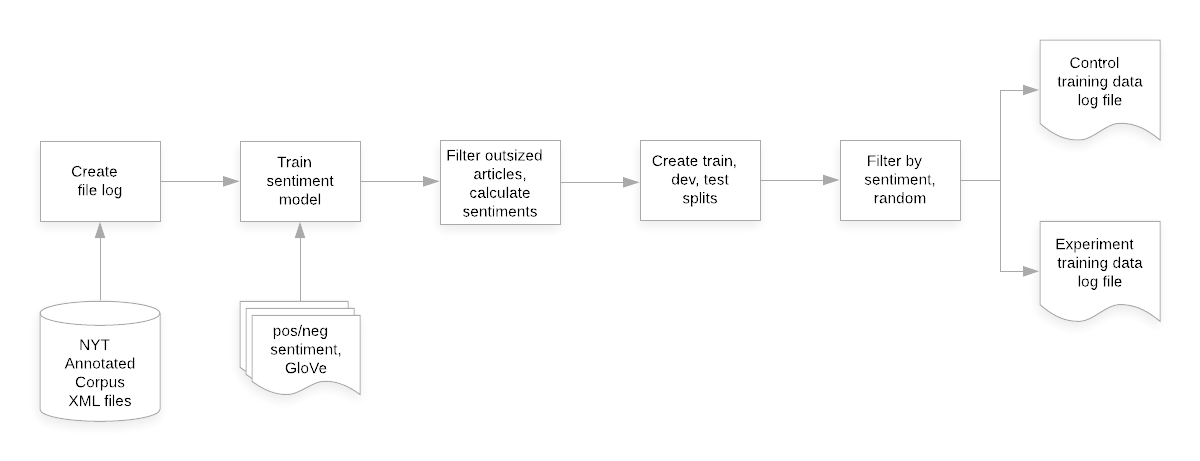 Create
file log
Train
sentiment
model
Filter outsized
articles,
calculate
sentiments
Create train,
dev, test
splits
Filter by
sentiment,
random
Control
training data
log file
Experiment
training data
log file
NYT
Annotated
Corpus
XML files
pos/neg
sentiment,
GloVe